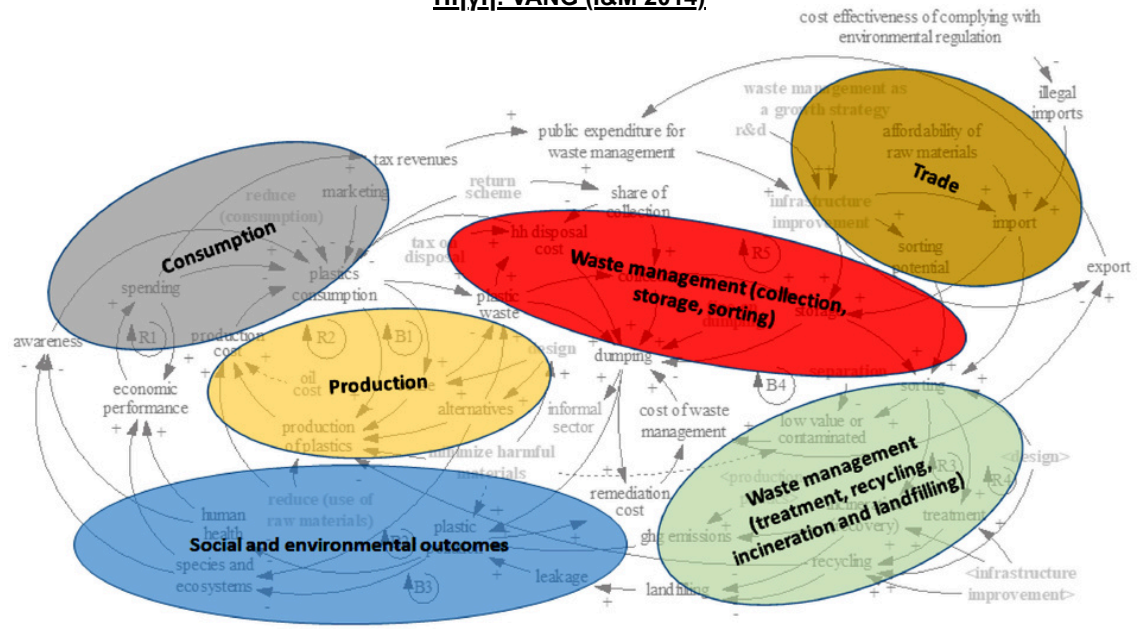 Πηγή: VANG (I&M 2014)
cost effectiveness of complying with
environmental regulation
illegal
imports
waste management as
a growth strategy
r&d
affordability of
raw materials
Trade
public expenditure for
waste management
tax revenues
marketing
return
scheme
share of
collection
reduce
(consumption)
infrastructure
improvement
import
sorting
potential
export
Consumption
tax on
disposal
hh disposal
cost
R5
Waste management (collection,
storage, sorting)
plastics
consumption
spending
plastic
waste
storage
dumping
awareness
R1
production
cost
R2
B1
design
dumping
separation
sorting
B4
Production
oil
cost
economic
performance
alternatives
informal
sector
cost of waste
management
low value or
contaminated
production
of plastics
minimize harmful
materials
Waste management
(treatment, recycling,
incineration and landfilling)
<design>
R3
R4
<production
remediation
cost
reduce (use of
raw materials)
human
health
plastic
Social and environmental outcomes
ghg emissions
treatment
species and
ecosystems
B3
leakage
landfilling
recycling
<infrastructure
improvement>